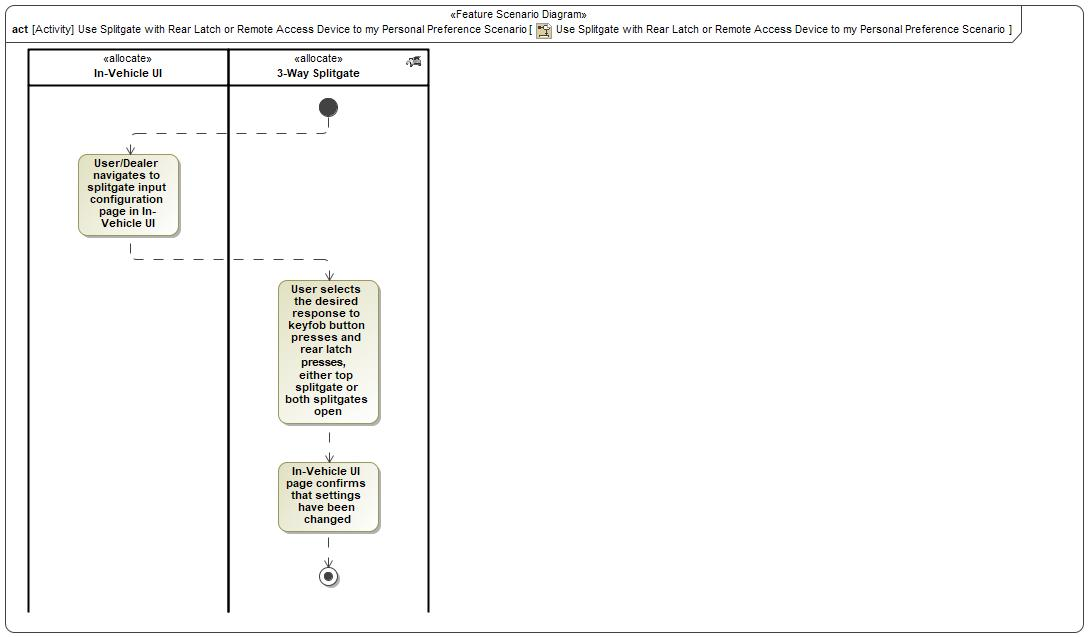 «Feature Scenario Diagram»
act [Activity] Use Splitgate with Rear Latch or Remote Access Device to my Personal Preference Scenario [ Use Splitgate with Rear Latch or Remote Access Device to my Personal Preference Scenario ]
«allocate»
In-Vehicle UI
«allocate»
3-Way Splitgate
User/Dealer
navigates to
splitgate input
configuration
page in In-
Vehicle UI
User selects
the desired
response to
keyfob button
presses and
rear latch
presses,
either top
splitgate or
both splitgates
open
In-Vehicle UI
page confirms
that settings
have been
changed